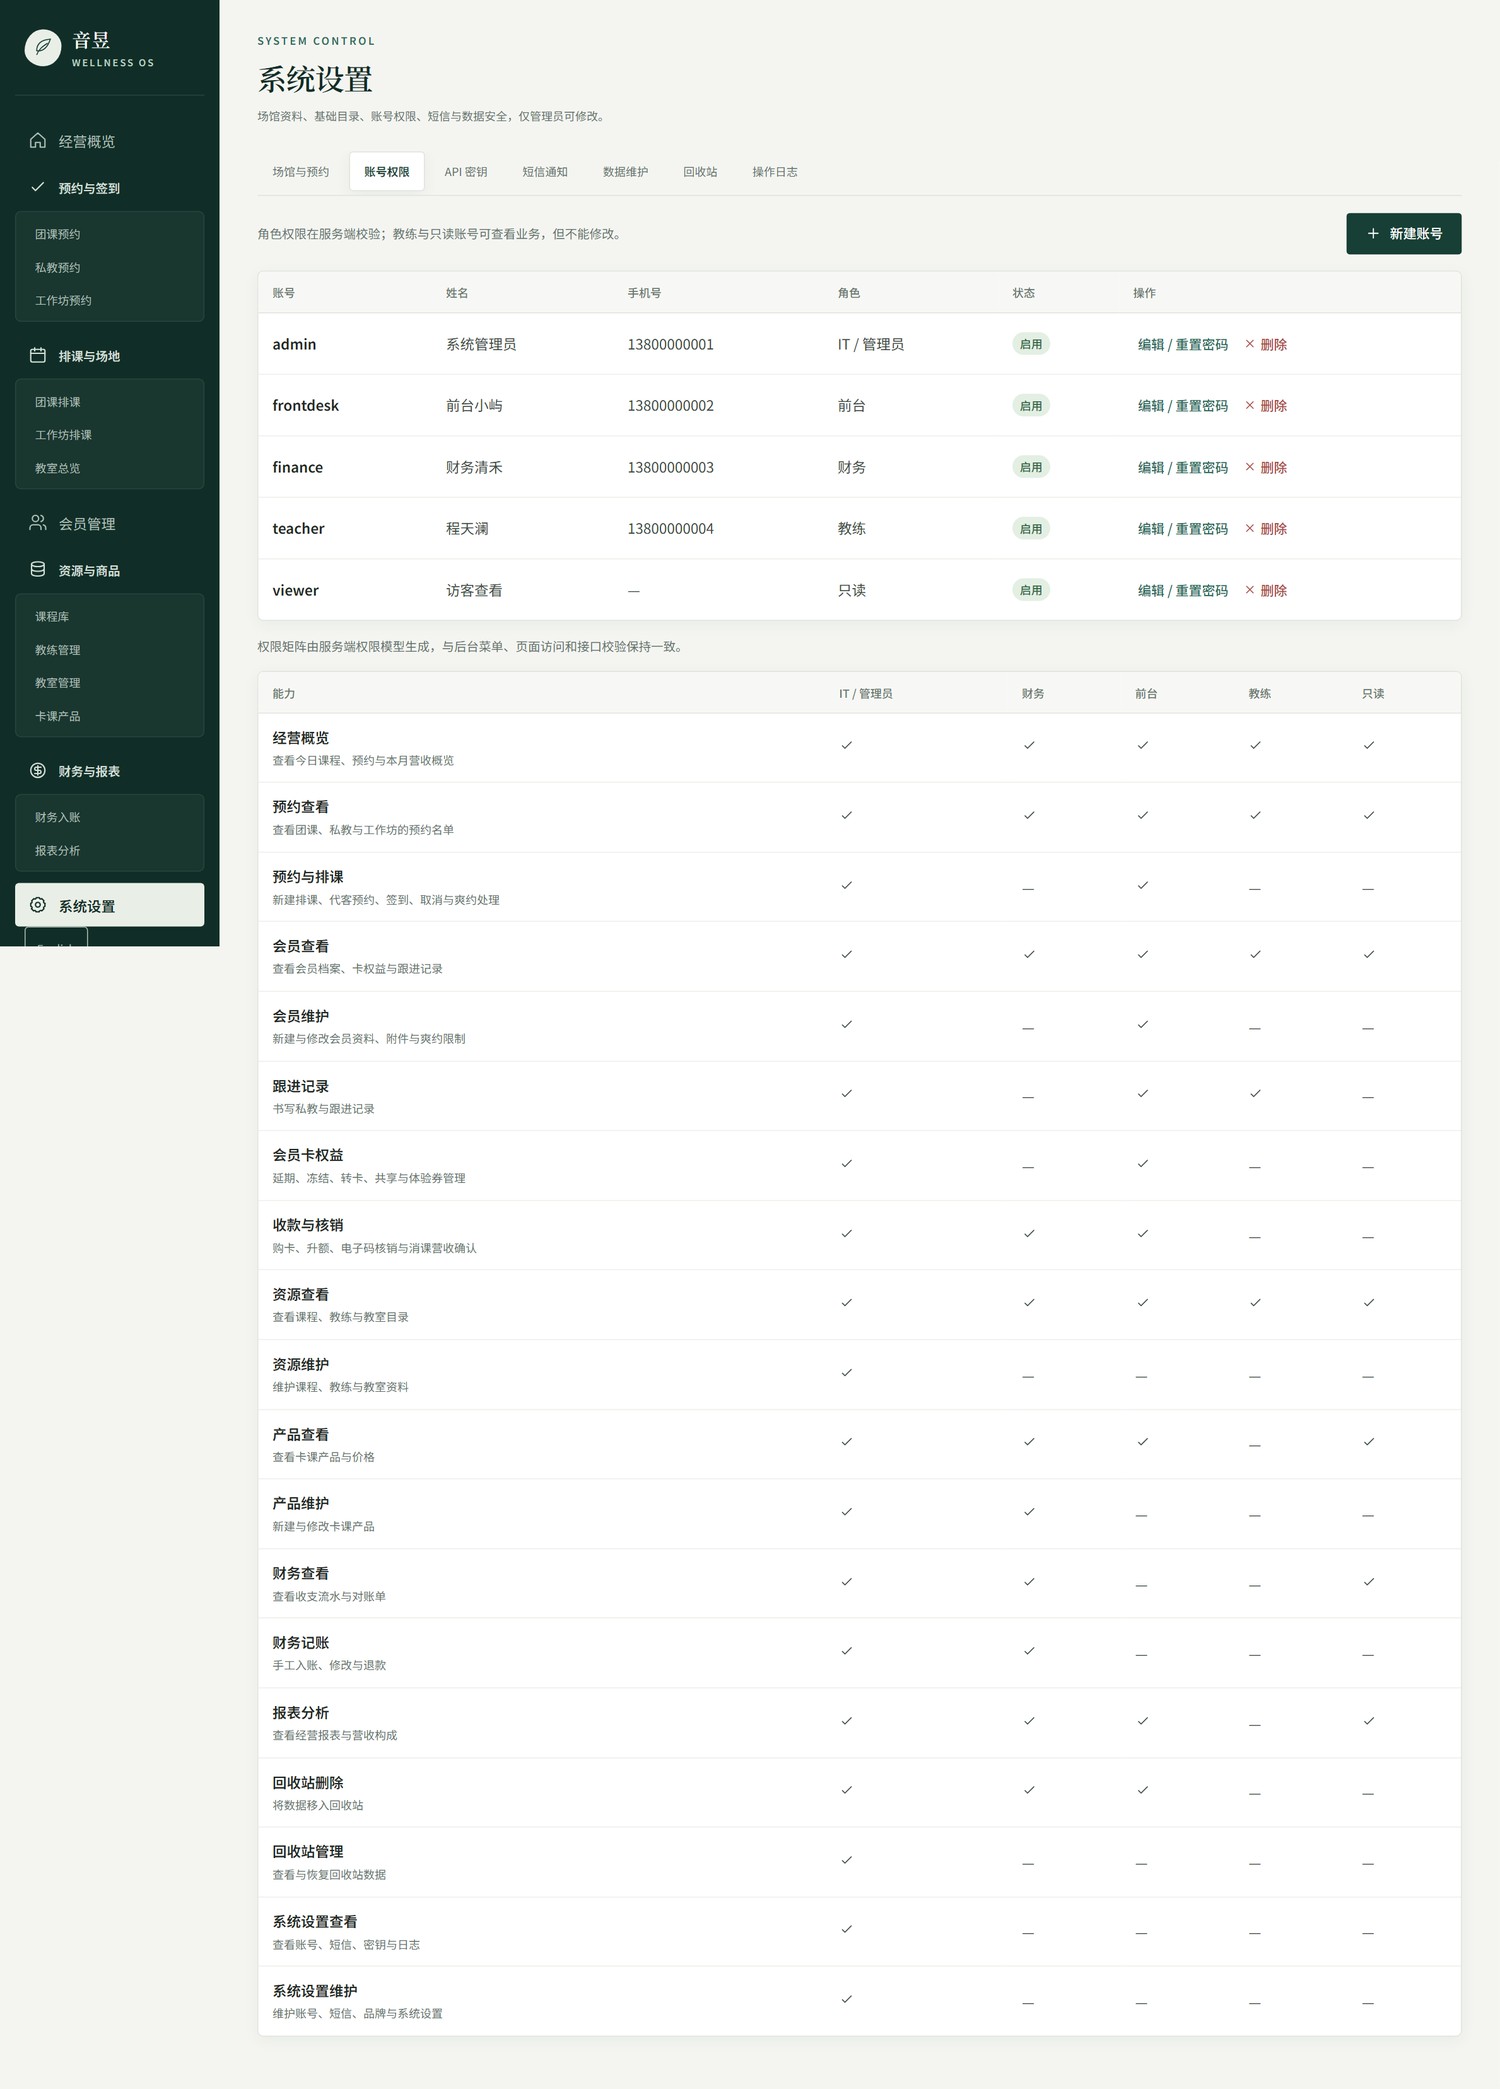 音昱
WELLNESS OS
经营概览
预约与签到
团课预约
私教预约
工作坊预约
排课与场地
团课排课
工作坊排课
教室总览
会员管理
资源与商品
课程库
教练管理
教室管理
卡课产品
财务与报表
财务入账
报表分析
系统设置
SYSTEM CONTROL
系统设置
场馆资料、基础目录、账号权限、短信与数据安全，仅管理员可修改。
场馆与预约 账号权限 API 密钥 短信通知 数据维护 回收站 操作日志
角色权限在服务端校验；教练与只读账号可查看业务，但不能修改。
+ 新建账号
账号 姓名 手机号 角色 状态 操作
admin 系统管理员 13800000001 IT / 管理员 启用 编辑 / 重置密码 × 删除
frontdesk 前台小屿 13800000002 前台 启用 编辑 / 重置密码 × 删除
finance 财务清禾 13800000003 财务 启用 编辑 / 重置密码 × 删除
teacher 程天澜 13800000004 教练 启用 编辑 / 重置密码 × 删除
viewer 访客查看 — 只读 启用 编辑 / 重置密码 × 删除
权限矩阵由服务端权限模型生成，与后台菜单、页面访问和接口校验保持一致。
能力 IT / 管理员 财务 前台 教练 只读
经营概览 ✓ ✓ ✓ ✓ ✓
查看今日课程、预约与本月营收概览
预约查看 ✓ ✓ ✓ ✓ ✓
查看团课、私教与工作坊的预约名单
预约与排课 ✓ — ✓ — —
新建排课、代客预约、签到、取消与爽约处理
会员查看 ✓ ✓ ✓ ✓ ✓
查看会员档案、卡权益与跟进记录
会员维护 ✓ — ✓ — —
新建与修改会员资料、附件与爽约限制
跟进记录 ✓ — ✓ ✓ —
书写私教与跟进记录
会员卡权益 ✓ — ✓ — —
延期、冻结、转卡、共享与体验券管理
收款与核销 ✓ ✓ ✓ — —
购卡、升额、电子码核销与消课营收确认
资源查看 ✓ ✓ ✓ ✓ ✓
查看课程、教练与教室目录
资源维护 ✓ — — — —
维护课程、教练与教室资料
产品查看 ✓ ✓ ✓ — ✓
查看卡课产品与价格
产品维护 ✓ ✓ — — —
新建与修改卡课产品
财务查看 ✓ ✓ — — ✓
查看收支流水与对账单
财务记账 ✓ ✓ — — —
手工入账、修改与退款
报表分析 ✓ ✓ ✓ — ✓
查看经营报表与营收构成
回收站删除 ✓ ✓ ✓ — —
将数据移入回收站
回收站管理 ✓ — — — —
查看与恢复回收站数据
系统设置查看 ✓ — — — —
查看账号、短信、密钥与日志
系统设置维护 ✓ — — — —
维护账号、短信、品牌与系统设置